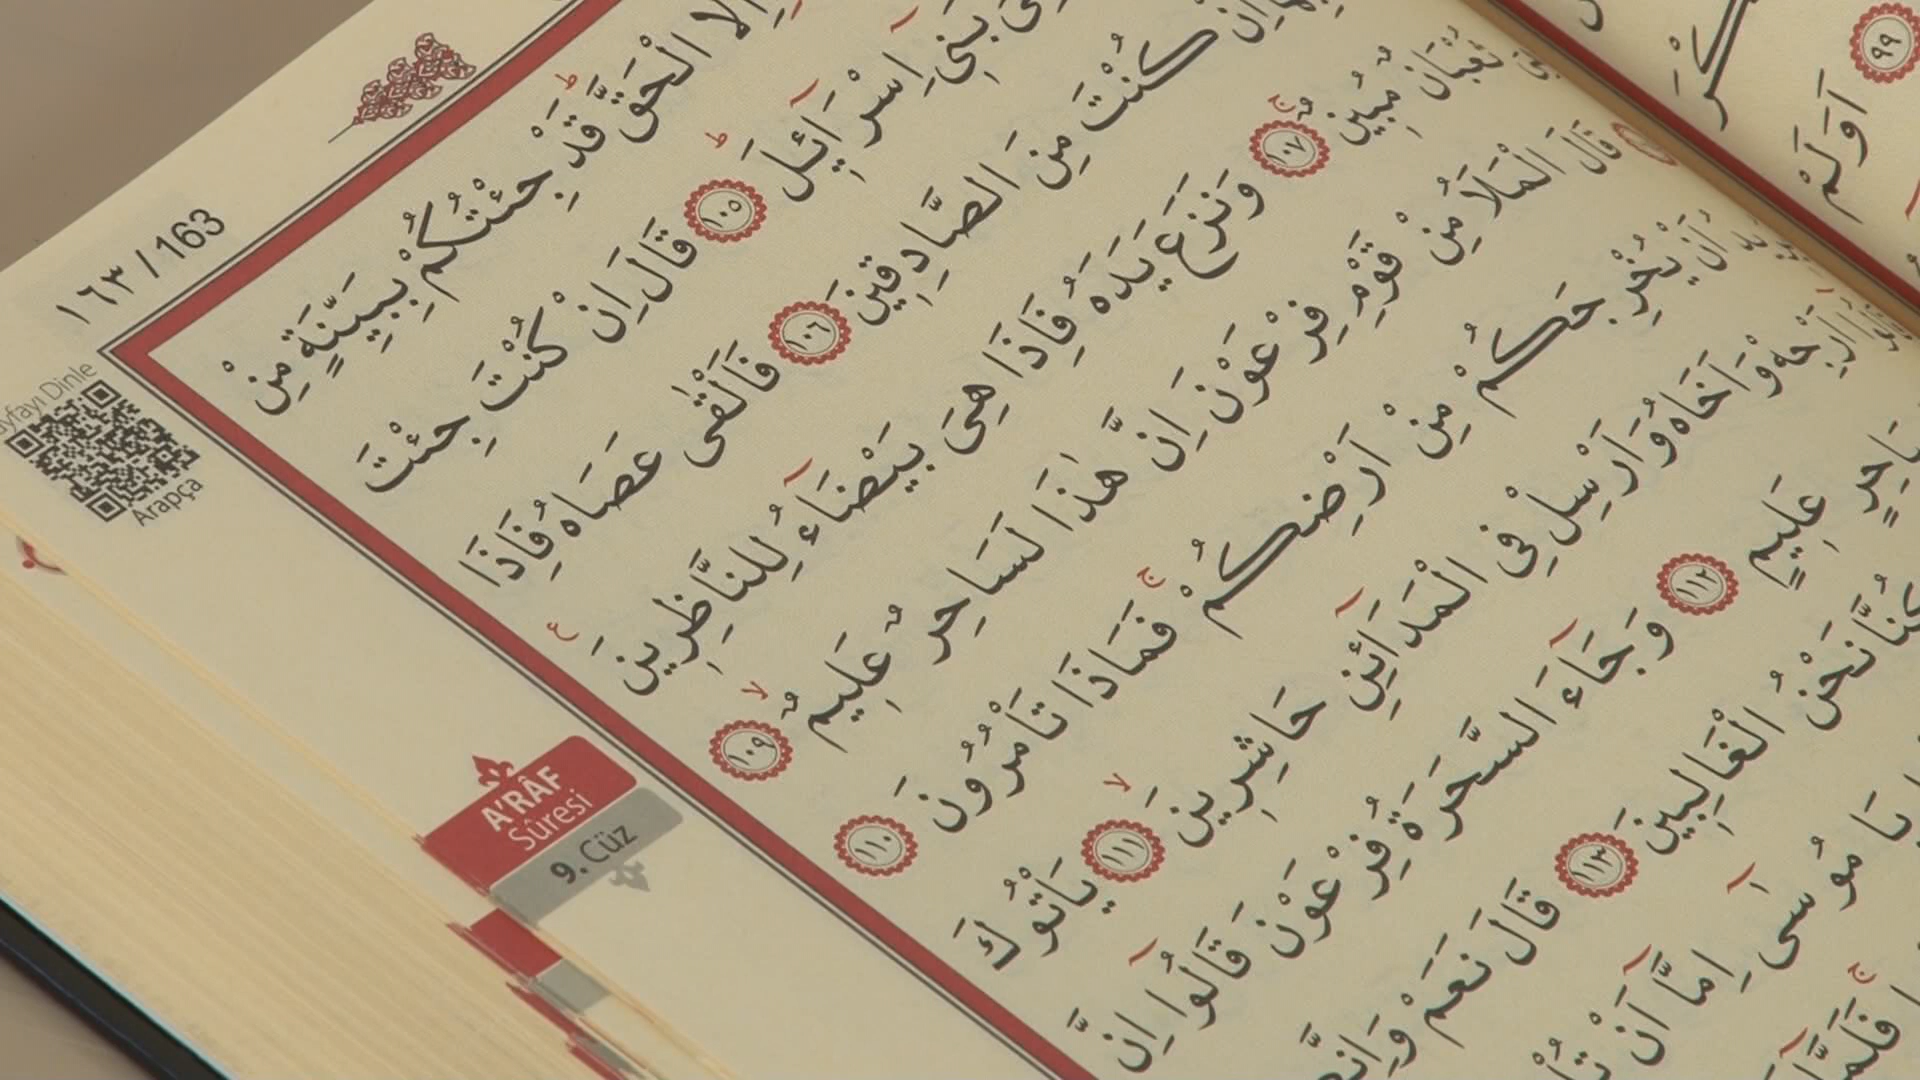 ١٦٣ / 163
اِلَّا الْحَقَّۜ قَدْ جِئْتُكُمْ بِبَيِّنَةٍ مِنْ
بَنٓي اِسْرَٓائٖيلَۜ ﴿١٠٥﴾ قَالَ اِنْ كُنْتَ جِئْتَ
كُنْتَ مِنَ الصَّادِقٖينَ ﴿١٠٦﴾ فَاَلْقٰى عَصَاهُ فَاِذَا
ثُعْبَانٌ مُبٖينٌۚ ﴿١٠٧﴾ وَنَزَعَ يَدَهُ فَاِذَا هِيَ بَيْضَٓاءُ لِلنَّاظِرٖينَ
قَالَ الْمَلَاُ مِنْ قَوْمِ فِرْعَوْنَ اِنَّ هٰذَا لَسَاحِرٌ عَلٖيمٌۙ ﴿١٠٩﴾
اَنْ يُخْرِجَكُمْ مِنْ اَرْضِكُمْۚ فَمَاذَا تَأْمُرُونَ ﴿١١٠﴾
اَرْجِهْ وَاَخَاهُ وَاَرْسِلْ فِي الْمَدَٓائِنِ حَاشِرٖينَۙ ﴿١١١﴾ يَأْتُوكَ
سَاحِرٍ عَلٖيمٍ ﴿١١٢﴾ وَجَٓاءَ السَّحَرَةُ فِرْعَوْنَ قَالُٓوا اِنَّ
كُنَّا نَحْنُ الْغَالِبٖينَ ﴿١١٣﴾ قَالَ نَعَمْ
يَا مُوسٰٓى اِمَّٓا اَنْ
Arapça
A'RÂF
Sûresi
9. Cüz
٩٩
اَوَلَمْ